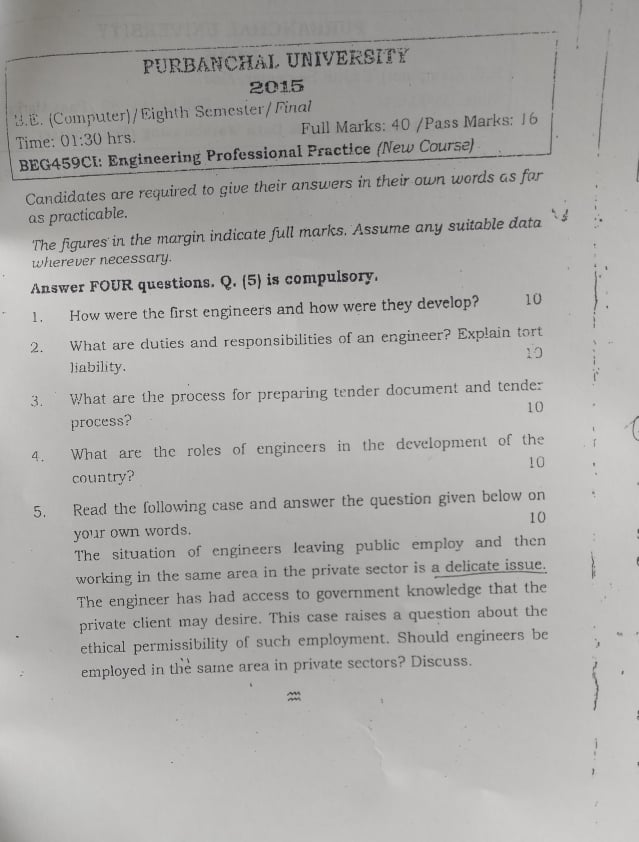 PURBANCHAL UNIVERSITY
2015
B.E. (Computer)/Eighth Semester/Final
Time: 01:30 hrs. Full Marks: 40 /Pass Marks: 16
BEG459CI: Engineering Professional Practice (New Course)
Candidates are required to give their answers in their own words as far
as practicable.
The figures in the margin indicate full marks. Assume any suitable data
wherever necessary.
Answer FOUR questions. Q. (5) is compulsory.
1. How were the first engineers and how were they develop? 10
2. What are duties and responsibilities of an engineer? Explain tort
liability. 10
3. What are the process for preparing tender document and tender
process? 10
4. What are the roles of engineers in the development of the
country? 10
5. Read the following case and answer the question given below on
your own words. 10
The situation of engineers leaving public employ and then
working in the same area in the private sector is a delicate issue.
The engineer has had access to government knowledge that the
private client may desire. This case raises a question about the
ethical permissibility of such employment. Should engineers be
employed in the same area in private sectors? Discuss.